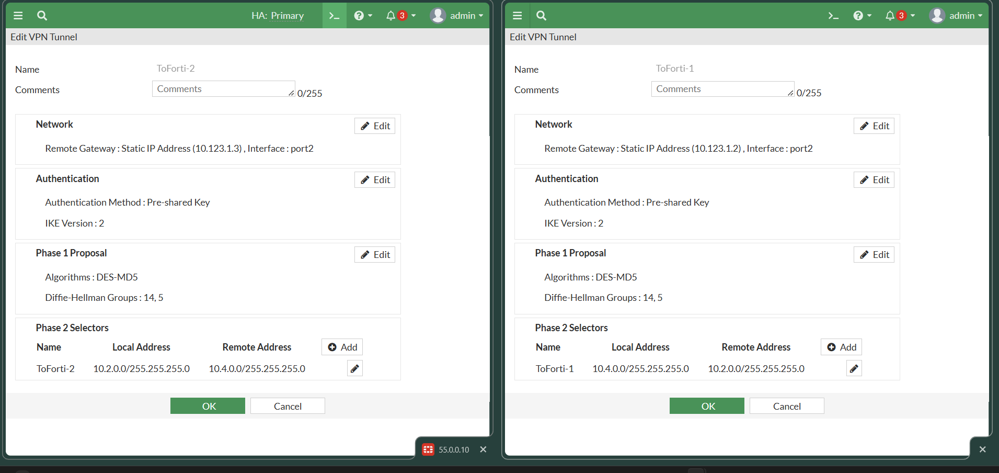 HA: Primary
3
admin
Edit VPN Tunnel
Name ToForti-2
Comments Comments 0/255
Network Edit
Remote Gateway : Static IP Address (10.123.1.3) , Interface : port2
Authentication Edit
Authentication Method : Pre-shared Key
IKE Version : 2
Phase 1 Proposal Edit
Algorithms : DES-MD5
Diffie-Hellman Groups : 14, 5
Phase 2 Selectors
Name Local Address Remote Address Add
ToForti-2 10.2.0.0/255.255.255.0 10.4.0.0/255.255.255.0
OK Cancel
55.0.0.10
3
admin
Edit VPN Tunnel
Name ToForti-1
Comments Comments 0/255
Network Edit
Remote Gateway : Static IP Address (10.123.1.2) , Interface : port2
Authentication Edit
Authentication Method : Pre-shared Key
IKE Version : 2
Phase 1 Proposal Edit
Algorithms : DES-MD5
Diffie-Hellman Groups : 14, 5
Phase 2 Selectors
Name Local Address Remote Address Add
ToForti-1 10.4.0.0/255.255.255.0 10.2.0.0/255.255.255.0
OK Cancel